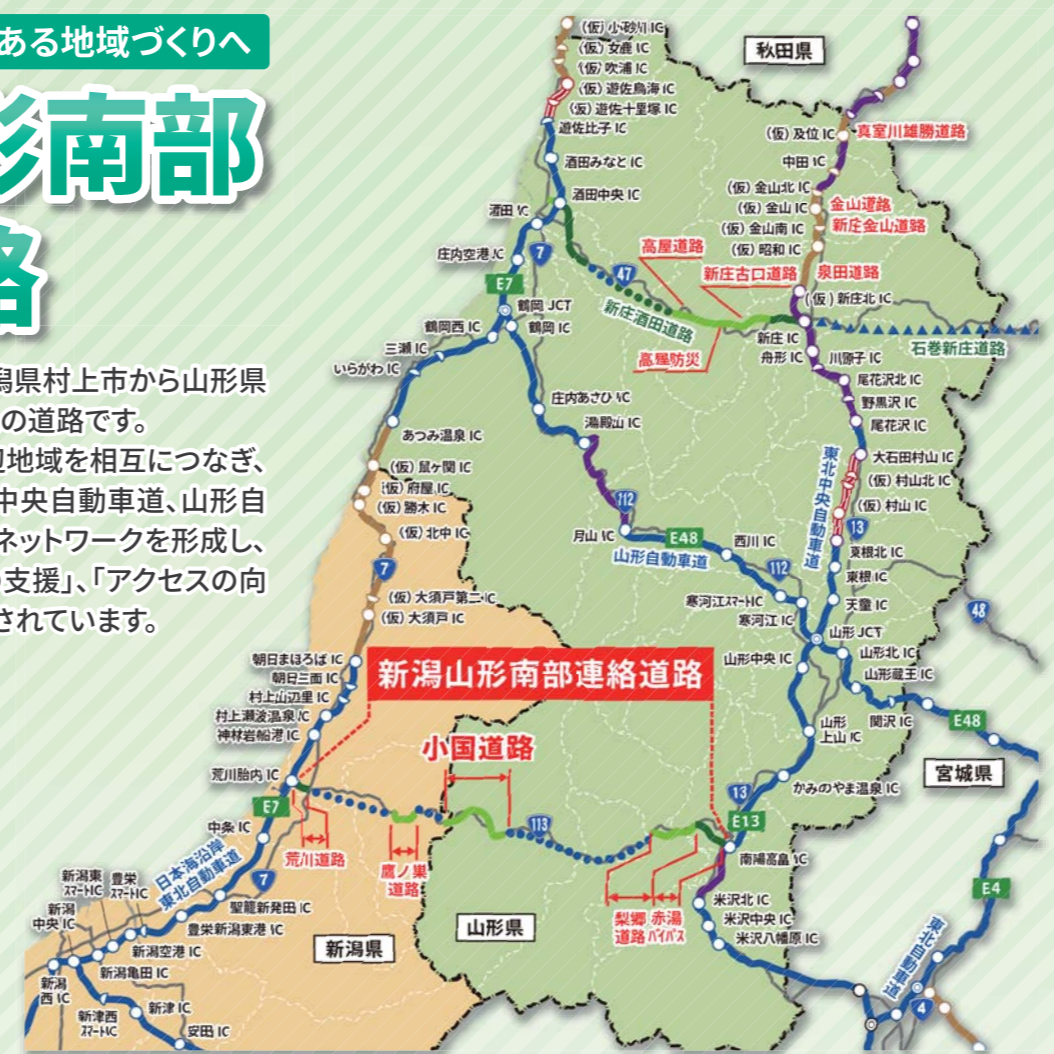 ある地域づくりへ
形南部
路
潟県村上市から山形県
の道路です。
辺地域を相互につなぎ、
中央自動車道、山形自
ネットワークを形成し、
支援」、「アクセスの向
されています。
(仮)小砂川 IC
(仮)女鹿 IC
(仮)吹浦 IC
(仮)遊佐鳥海 IC
(仮)遊佐十里塚 IC
遊佐比子 IC
酒田みなと IC
酒田中央 IC
酒田 IC
庄内空港 IC
7
E7
鶴岡 JCT
鶴岡西 IC
鶴岡 IC
三瀬 IC
いらがわ IC
あつみ温泉 IC
(仮)鼠ヶ関 IC
(仮)府屋 IC
(仮)勝木 IC
(仮)北中 IC
7
(仮)大須戸第二 IC
(仮)大須戸 IC
朝日まほろば IC
朝日三面 IC
村上山辺里 IC
村上瀬波温泉 IC
神林岩船港 IC
荒川胎内 IC
E7
中条 IC
日本海沿岸
東北自動車道
7
聖籠新発田 IC
豊栄新潟東港 IC
新潟空港 IC
新潟亀田 IC
新潟東
スマートIC
豊栄
スマートIC
新潟
中央 IC
新潟
西 IC
新津西
スマートIC
新津 IC
安田 IC
秋田県
(仮)及位 IC
真室川雄勝道路
中田 IC
(仮)金山北 IC
(仮)金山 IC
金山道路
新庄金山道路
(仮)金山南 IC
(仮)昭和 IC
泉田道路
(仮)新庄北 IC
高屋道路
47
新庄古口道路
新庄酒田道路
高屋防災
新庄 IC
石巻新庄道路
舟形 IC
川原子 IC
尾花沢北 IC
野黒沢 IC
尾花沢 IC
大石田村山 IC
(仮)村山北 IC
(仮)村山 IC
東北中央自動車道
13
東根北 IC
東根 IC
天童 IC
48
庄内あさひ IC
湯殿山 IC
112
月山 IC
E48
山形自動車道
西川 IC
112
寒河江スマートIC
寒河江 IC
山形 JCT
山形中央 IC
山形北 IC
山形蔵王 IC
関沢 IC
E48
山形
上山 IC
宮城県
かみのやま温泉 IC
13
E13
南陽高畠 IC
米沢北 IC
米沢中央 IC
米沢八幡原 IC
E4
東北自動車道
4
新潟山形南部連絡道路
小国道路
113
荒川道路
鷹ノ巣
道路
梨郷
道路
赤湯
バイパス
新潟県
山形県